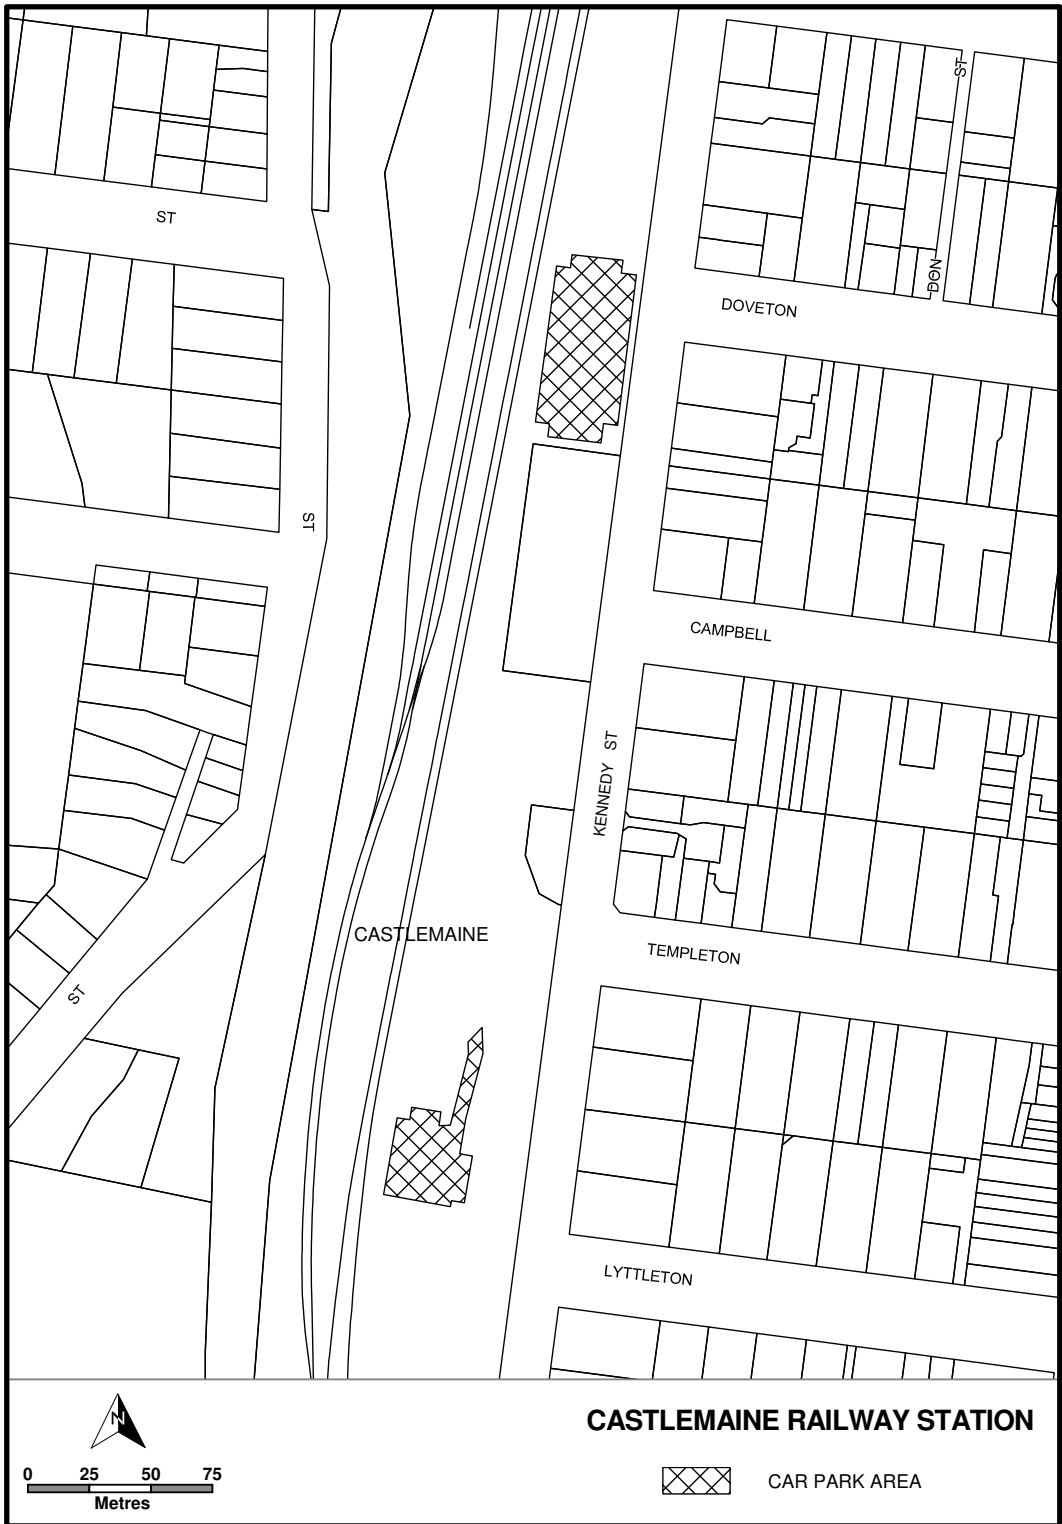 ST
ST
DON
DOVETON
ST
CAMPBELL
KENNEDY ST
CASTLEMAINE
TEMPLETON
ST
LYTTLETON
N
CASTLEMAINE RAILWAY STATION
0 25 50 75
Metres
CAR PARK AREA